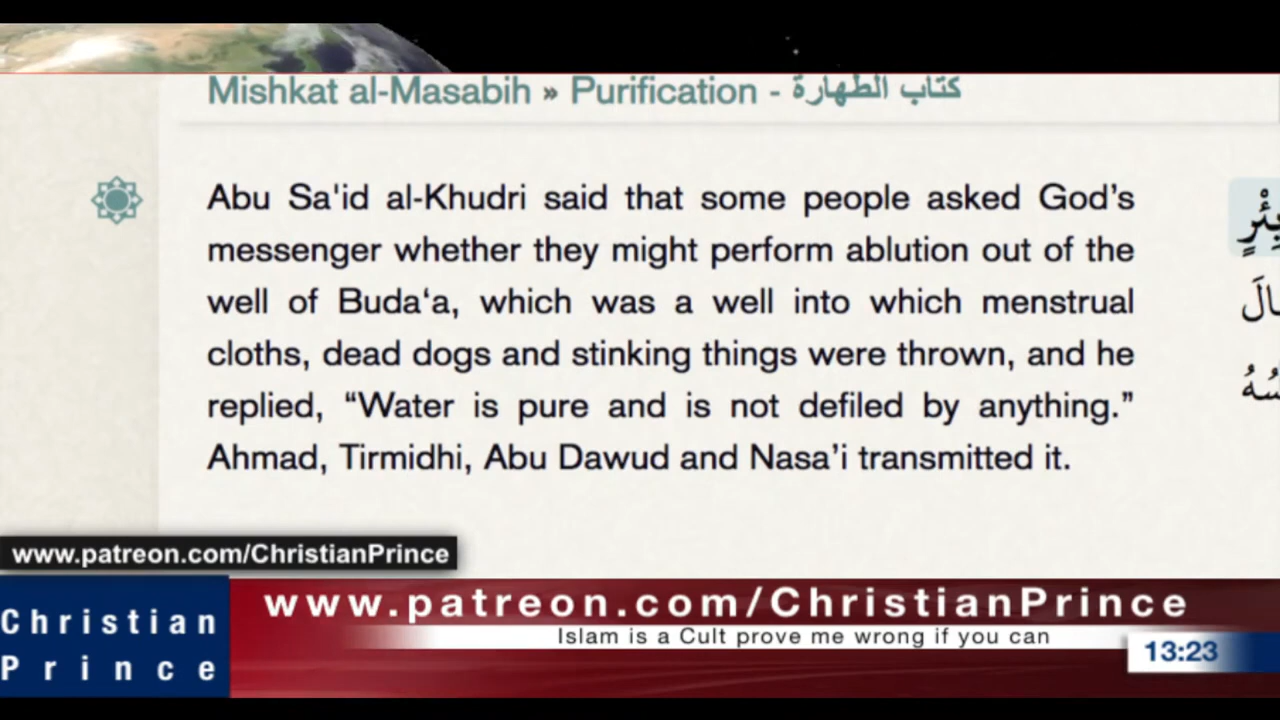 Mishkat al-Masabih » Purification - كتاب الطهارة
Abu Sa'id al-Khudri said that some people asked God’s
messenger whether they might perform ablution out of the
well of Buda‘a, which was a well into which menstrual
cloths, dead dogs and stinking things were thrown, and he
replied, “Water is pure and is not defiled by anything.”
Ahmad, Tirmidhi, Abu Dawud and Nasa’i transmitted it.
www.patreon.com/ChristianPrince
Christian
Prince
www.patreon.com/ChristianPrince
Islam is a Cult prove me wrong if you can
13:23